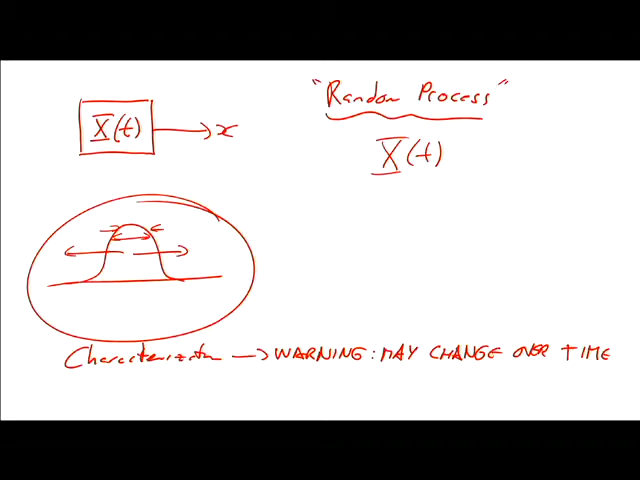 "Random Process"
X(t) → x
X(t)
Characterization → WARNING: MAY CHANGE OVER TIME